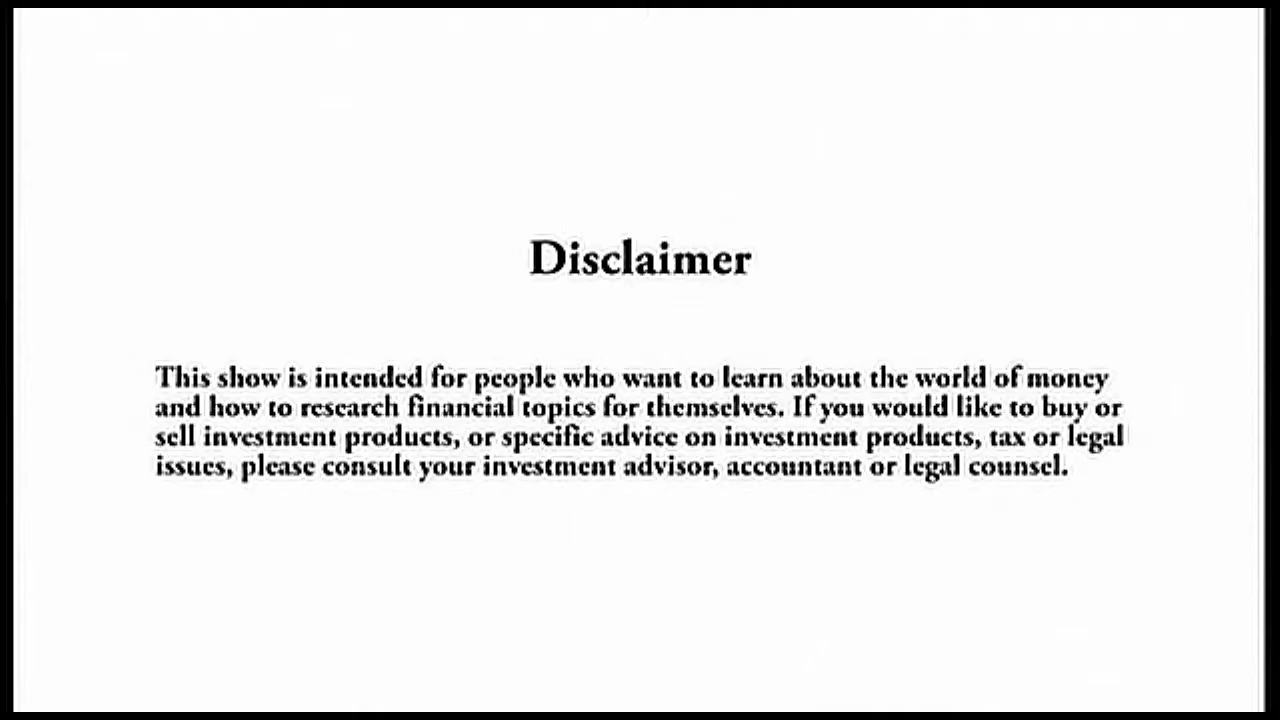 Disclaimer
This show is intended for people who want to learn about the world of money
and how to research financial topics for themselves. If you would like to buy or
sell investment products, or specific advice on investment products, tax or legal
issues, please consult your investment advisor, accountant or legal counsel.